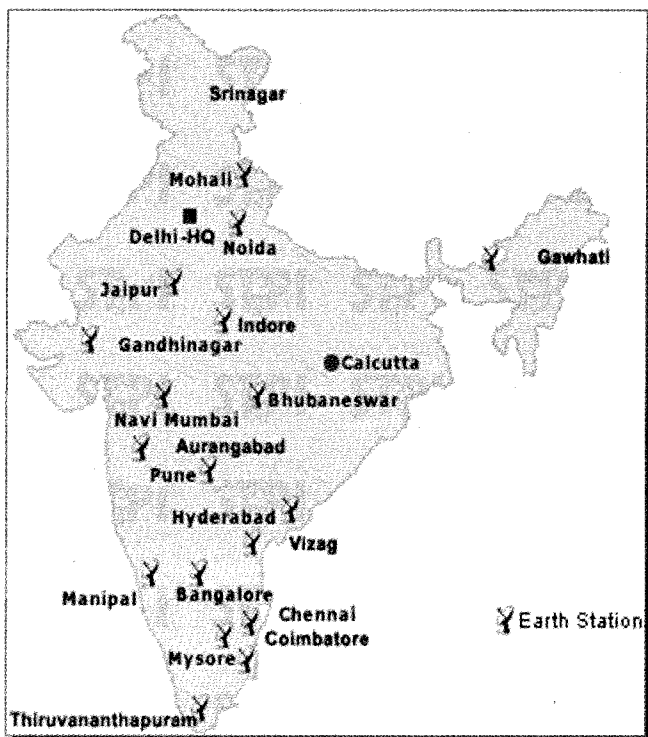 Srinagar
Mohali
Delhi-HQ
Noida
Gawhati
Jaipur
Indore
Gandhinagar
Calcutta
Bhubaneswar
Navi Mumbai
Aurangabad
Pune
Hyderabad
Vizag
Manipal
Bangalore
Chennai
Coimbatore
Earth Station
Mysore
Thiruvananthapuram